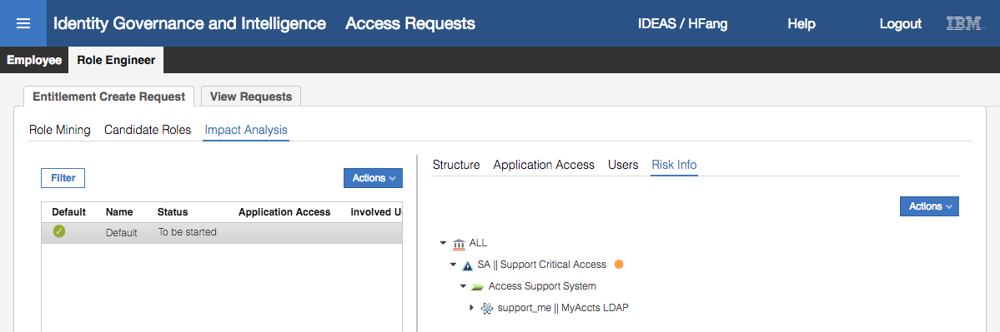 Identity Governance and Intelligence Access Requests IDEAS / HFang Help Logout IBM
Employee Role Engineer
Entitlement Create Request View Requests
Role Mining Candidate Roles Impact Analysis
Structure Application Access Users Risk Info
Filter Actions
Actions
Default Name Status Application Access Involved U
Default To be started
ALL
SA || Support Critical Access
Access Support System
support_me || MyAccts LDAP